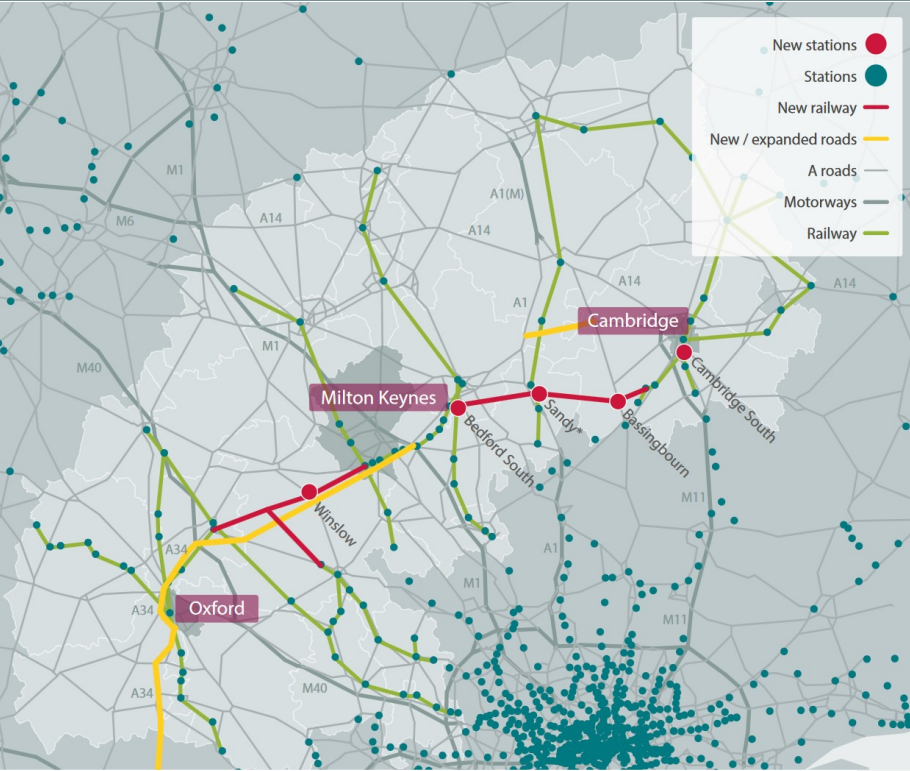 New stations
Stations
New railway
New / expanded roads
A roads
Motorways
Railway
M1
A1(M)
A14
M6
A14
A14
A14
A1
Cambridge
M1
M40
Milton Keynes
Cambridge South
Sandy*
Bassingbourn
Bedford South
Winslow
M11
A34
A1
M1
Oxford
A34
M11
M40
A34